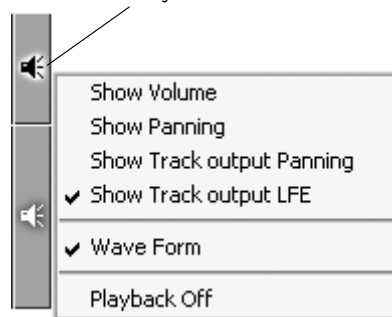 Show Volume
Show Panning
Show Track output Panning
Show Track output LFE
Wave Form
Playback Off